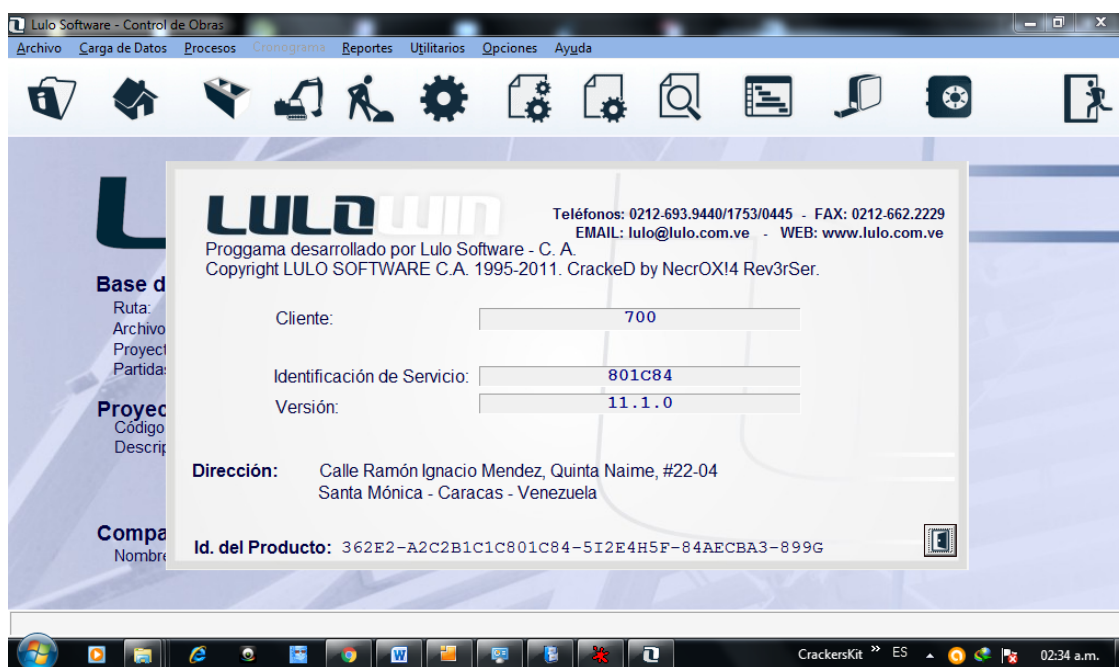 Lulo Software - Control de Obras
Archivo Carga de Datos Procesos Cronograma Reportes Utilitarios Opciones Ayuda
LULOWIN
Teléfonos: 0212-693.9440/1753/0445 - FAX: 0212-662.2229
EMAIL: lulo@lulo.com.ve - WEB: www.lulo.com.ve
Proggama desarrollado por Lulo Software - C. A.
Copyright LULO SOFTWARE C.A. 1995-2011. CrackeD by NecrOX!4 Rev3rSer.
Base d
Ruta:
Archivo
Proyect
Partida
Cliente: 700
Identificación de Servicio: 801C84
Versión: 11.1.0
Proyec
Código
Descrip
Dirección: Calle Ramón Ignacio Mendez, Quinta Naime, #22-04
Santa Mónica - Caracas - Venezuela
Compa
Nombre
Id. del Producto: 362E2-A2C2B1C1C801C84-5I2E4H5F-84AECBA3-899G
CrackersKit » ES 02:34 a.m.